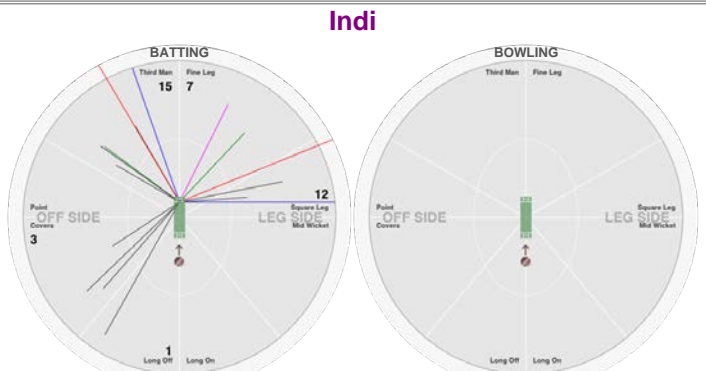 Indi
BATTING
Third Man Fine Leg
15 7
12
Point
Covers
OFF SIDE
3
LEG SIDE
Square Leg
Mid Wicket
1
Long Off Long On
BOWLING
Third Man Fine Leg
Point
Covers
OFF SIDE
LEG SIDE
Square Leg
Mid Wicket
Long Off Long On